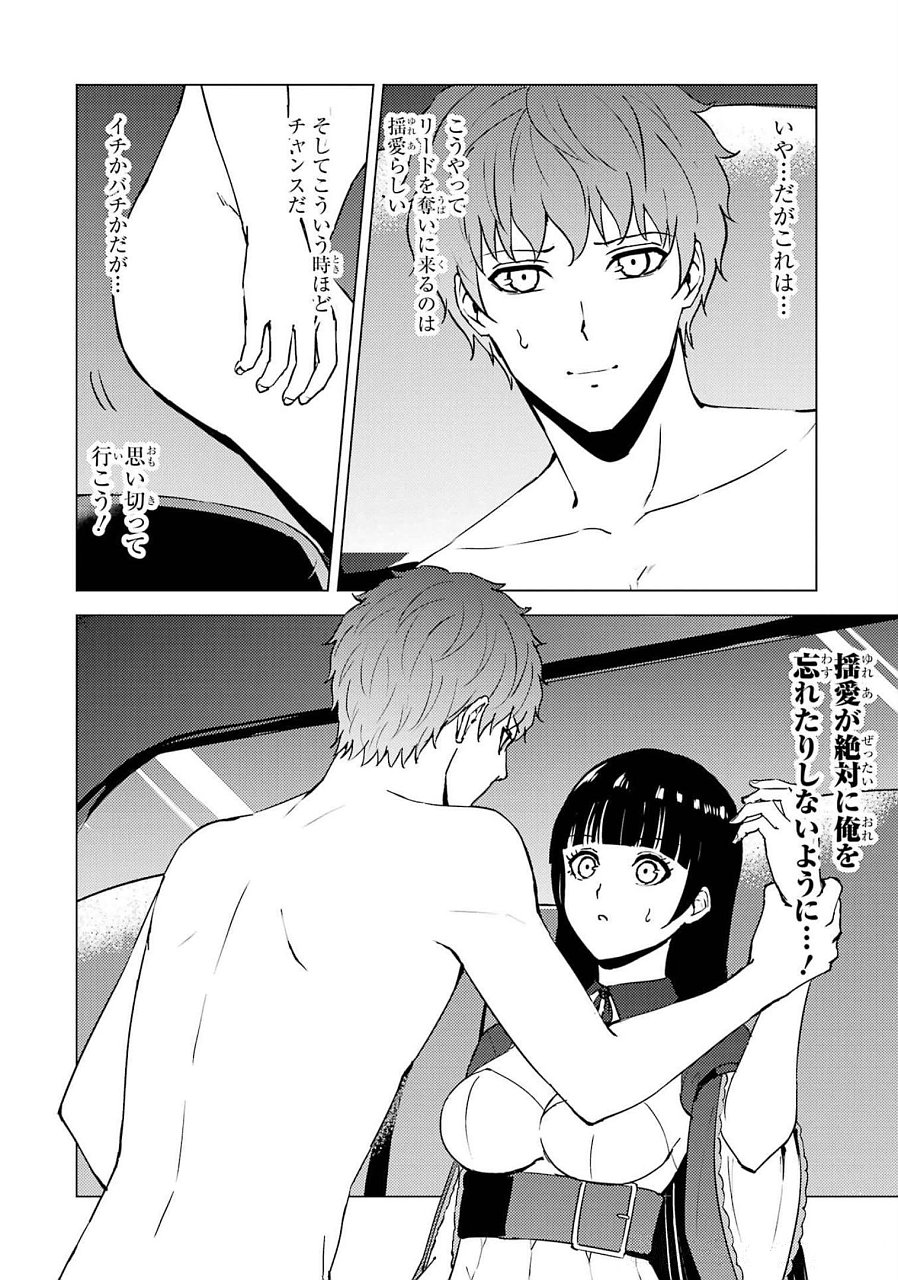 いや…だがこれは…
こうやって
リードを奪いに来るのは
揺愛らしい
そしてこういう時ほど
チャンスだ
イチかバチかだが…
思い切って
行こう！
揺愛が絶対に俺を
忘れたりしないように…！